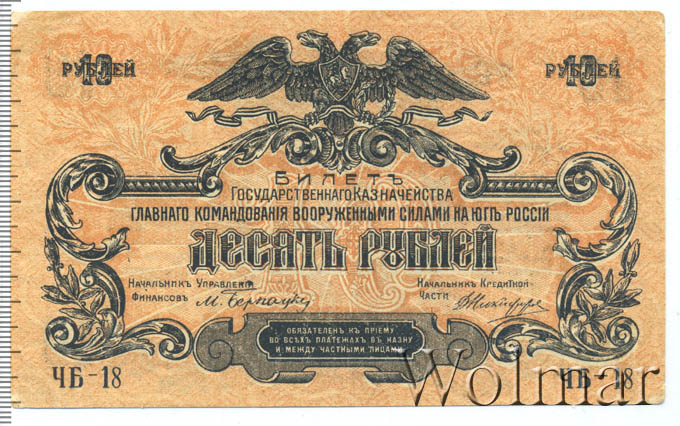 10 РУБЛЕЙ
10 РУБЛЕЙ
БИЛЕТЪ
ГОСУДАРСТВЕННАГО КАЗНАЧЕЙСТВА
ГЛАВНАГО КОМАНДОВАНІЯ ВООРУЖЕННЫМИ СИЛАМИ НА ЮГѢ РОССІИ
ДЕСЯТЬ РУБЛЕЙ
НАЧАЛЬНИКЪ УПРАВЛЕНІЯ
ФИНАНСОВЪ
НАЧАЛЬНИКЪ КРЕДИТНОЙ
ЧАСТИ
ОБЯЗАТЕЛЕНЪ КЪ ПРІЕМУ
ВО ВСѢХЪ ПЛАТЕЖАХЪ ВЪ КАЗНУ
И МЕЖДУ ЧАСТНЫМИ ЛИЦАМИ
ЧБ-18
ЧБ-18
Wolmar